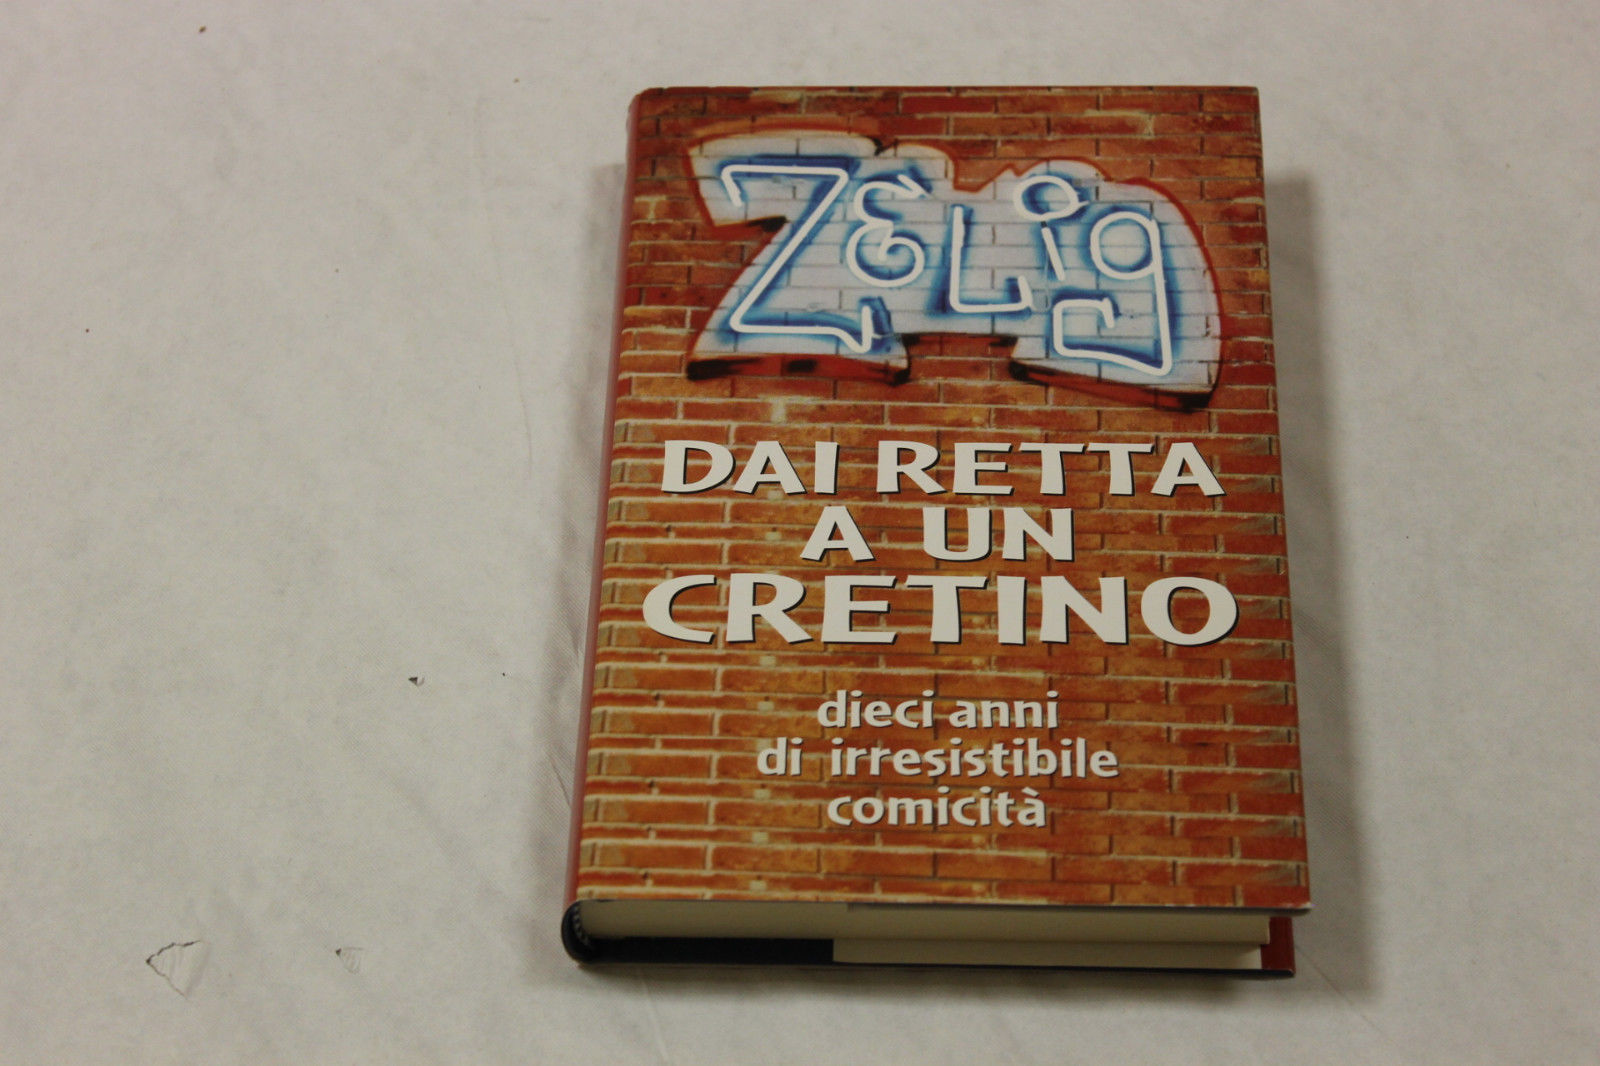 ZELig
DAI RETTA
A UN
CRETINO
dieci anni
di irresistibile
comicità